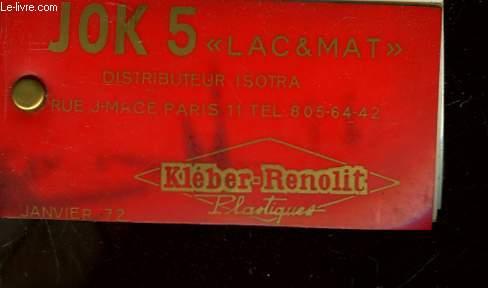 Le-livre.com
JOK 5 «LAC&MAT»
DISTRIBUTEUR ISOTRA
RUE J-MACE PARIS 11 TEL 805-64-42
Kléber-Renolit
Plastiques
JANVIER 72